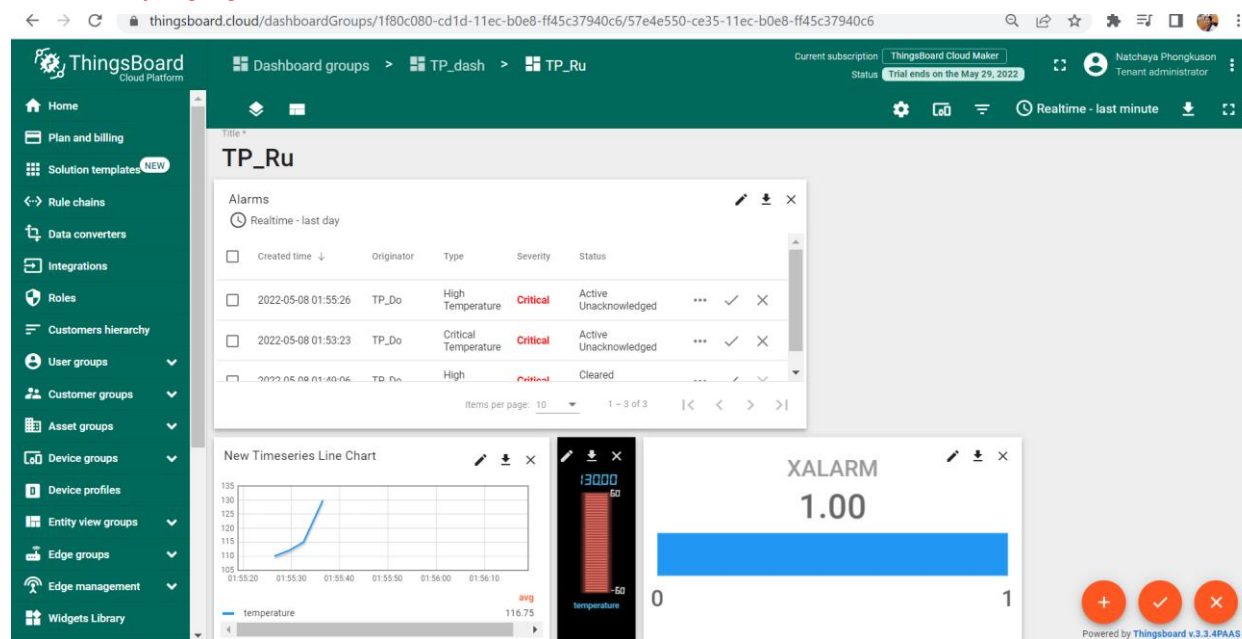 thingsboard.cloud/dashboardGroups/1f80c080-cd1d-11ec-b0e8-ff45c37940c6/57e4e550-ce35-11ec-b0e8-ff45c37940c6
ThingsBoard
Cloud Platform
Dashboard groups > TP_dash > TP_Ru
Current subscription ThingsBoard Cloud Maker
Status Trial ends on the May 29, 2022
Natchaya Phongkuson
Tenant administrator
Realtime - last minute
Home
Plan and billing
Solution templates NEW
Rule chains
Data converters
Integrations
Roles
Customers hierarchy
User groups
Customer groups
Asset groups
Device groups
Device profiles
Entity view groups
Edge groups
Edge management
Widgets Library
Title *
TP_Ru
Alarms
Realtime - last day
Created time ↓ Originator Type Severity Status
2022-05-08 01:55:26 TP_Do High Temperature Critical Active Unacknowledged
2022-05-08 01:53:23 TP_Do Critical Temperature Critical Active Unacknowledged
2022-05-08 01:49:06 TP_Do High Critical Cleared
Items per page: 10 1 – 3 of 3
New Timeseries Line Chart
135
130
125
120
115
110
105
01:55:20 01:55:30 01:55:40 01:55:50 01:56:00 01:56:10
avg
temperature 116.75
130.00
60
-60
temperature
XALARM
1.00
0 1
Powered by Thingsboard v.3.3.4PAAS